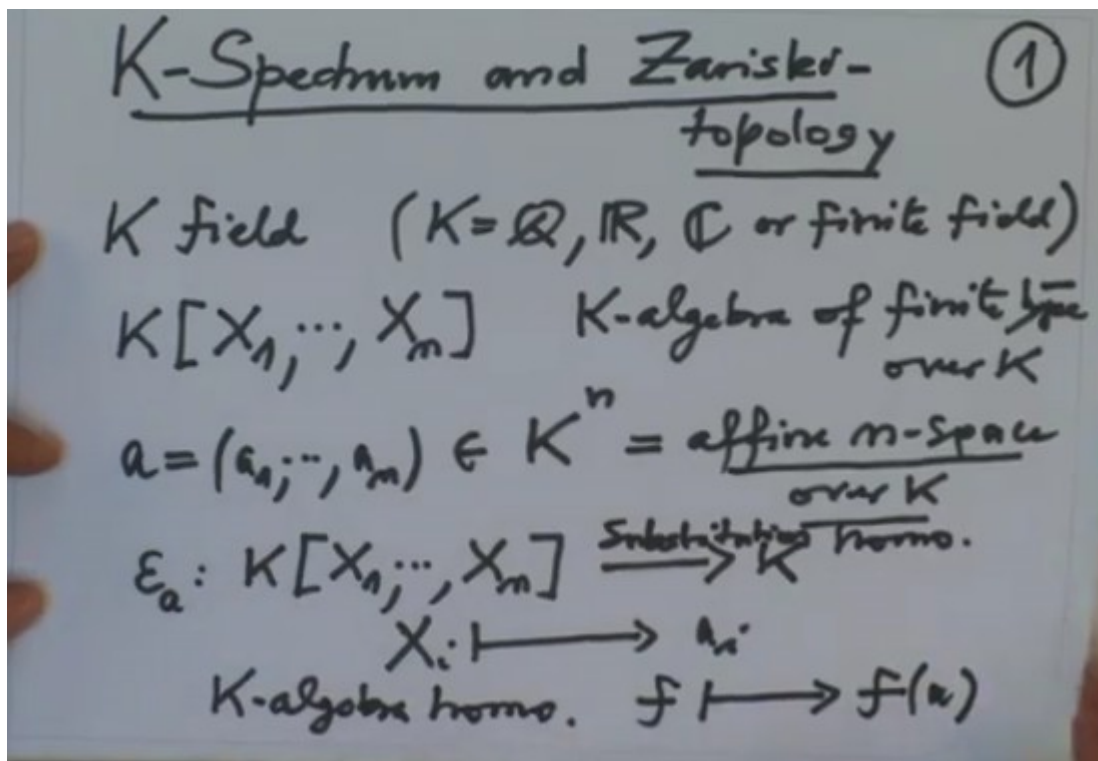 K-Spectrum and Zariski- ①
topology
K field (K = ℚ, ℝ, ℂ or finite field)
K[X₁,…,Xₙ] K-algebra of finite type
over K
a = (a₁,…,aₙ) ∈ Kⁿ = affine n-space
over K
εₐ: K[X₁,…,Xₙ] Substitution homo. → K
Xᵢ ↦ aᵢ
K-algebra homo. f ↦ f(a)